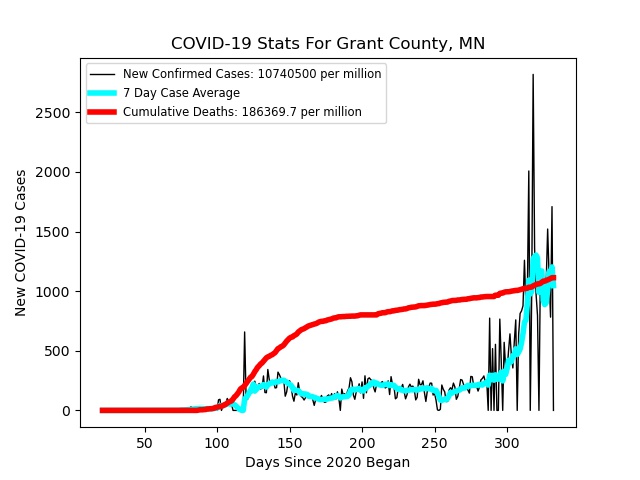 COVID-19 Stats For Grant County, MN
New Confirmed Cases: 10740500 per million
7 Day Case Average
Cumulative Deaths: 186369.7 per million
New COVID-19 Cases
2500
2000
1500
1000
500
0
50 100 150 200 250 300
Days Since 2020 Began